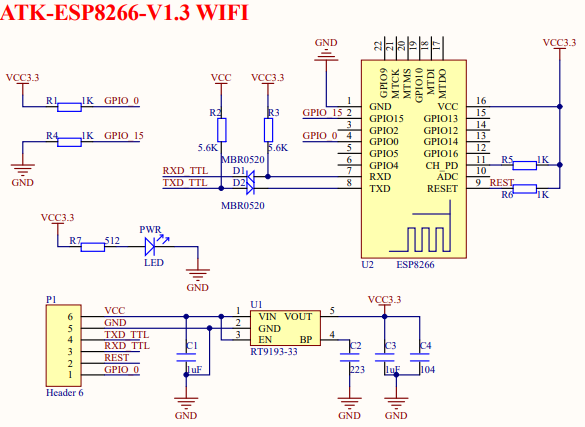 ATK-ESP8266-V1.3 WIFI
VCC3.3
R1 1K GPIO_0
R4 1K GPIO_15
GND
VCC VCC3.3
R2 R3
5.6K 5.6K
MBR0520
RXD_TTL D1
TXD_TTL D2
MBR0520
GND
VCC3.3
22 21 20 19 18 17
GPIO9 MTCK MTMS GPIO10 MTDI MTDO
1 GND VCC 16
GPIO_15 2 GPIO15 GPIO13 15
3 GPIO2 GPIO12 14
GPIO_0 4 GPIO0 GPIO14 13
5 GPIO5 GPIO16 12
6 GPIO4 CH_PD 11 R5 1K
7 RXD ADC 10
8 TXD RESET 9 REST
R6 1K
U2 ESP8266
VCC3.3
R7 512
PWR
LED
GND
P1
6 VCC
5 GND
4 TXD_TTL
3 RXD_TTL
2 REST
1 GPIO_0
Header 6
C1
1uF
GND
U1
1 VIN VOUT 5
2 GND
3 EN BP 4
RT9193-33
VCC3.3
C2 C3 C4
223 1uF 104
GND GND